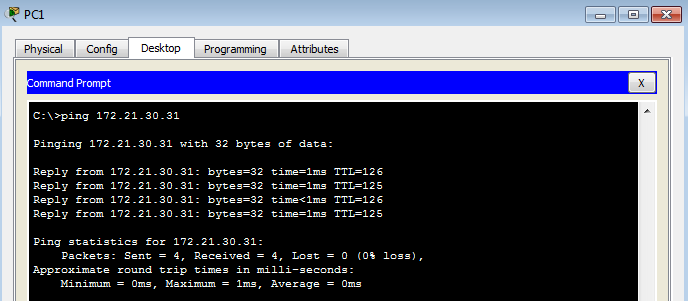 PC1
Physical Config Desktop Programming Attributes
Command Prompt X
C:\>ping 172.21.30.31
Pinging 172.21.30.31 with 32 bytes of data:
Reply from 172.21.30.31: bytes=32 time=1ms TTL=126
Reply from 172.21.30.31: bytes=32 time=1ms TTL=125
Reply from 172.21.30.31: bytes=32 time<1ms TTL=126
Reply from 172.21.30.31: bytes=32 time=1ms TTL=125
Ping statistics for 172.21.30.31:
Packets: Sent = 4, Received = 4, Lost = 0 (0% loss),
Approximate round trip times in milli-seconds:
Minimum = 0ms, Maximum = 1ms, Average = 0ms